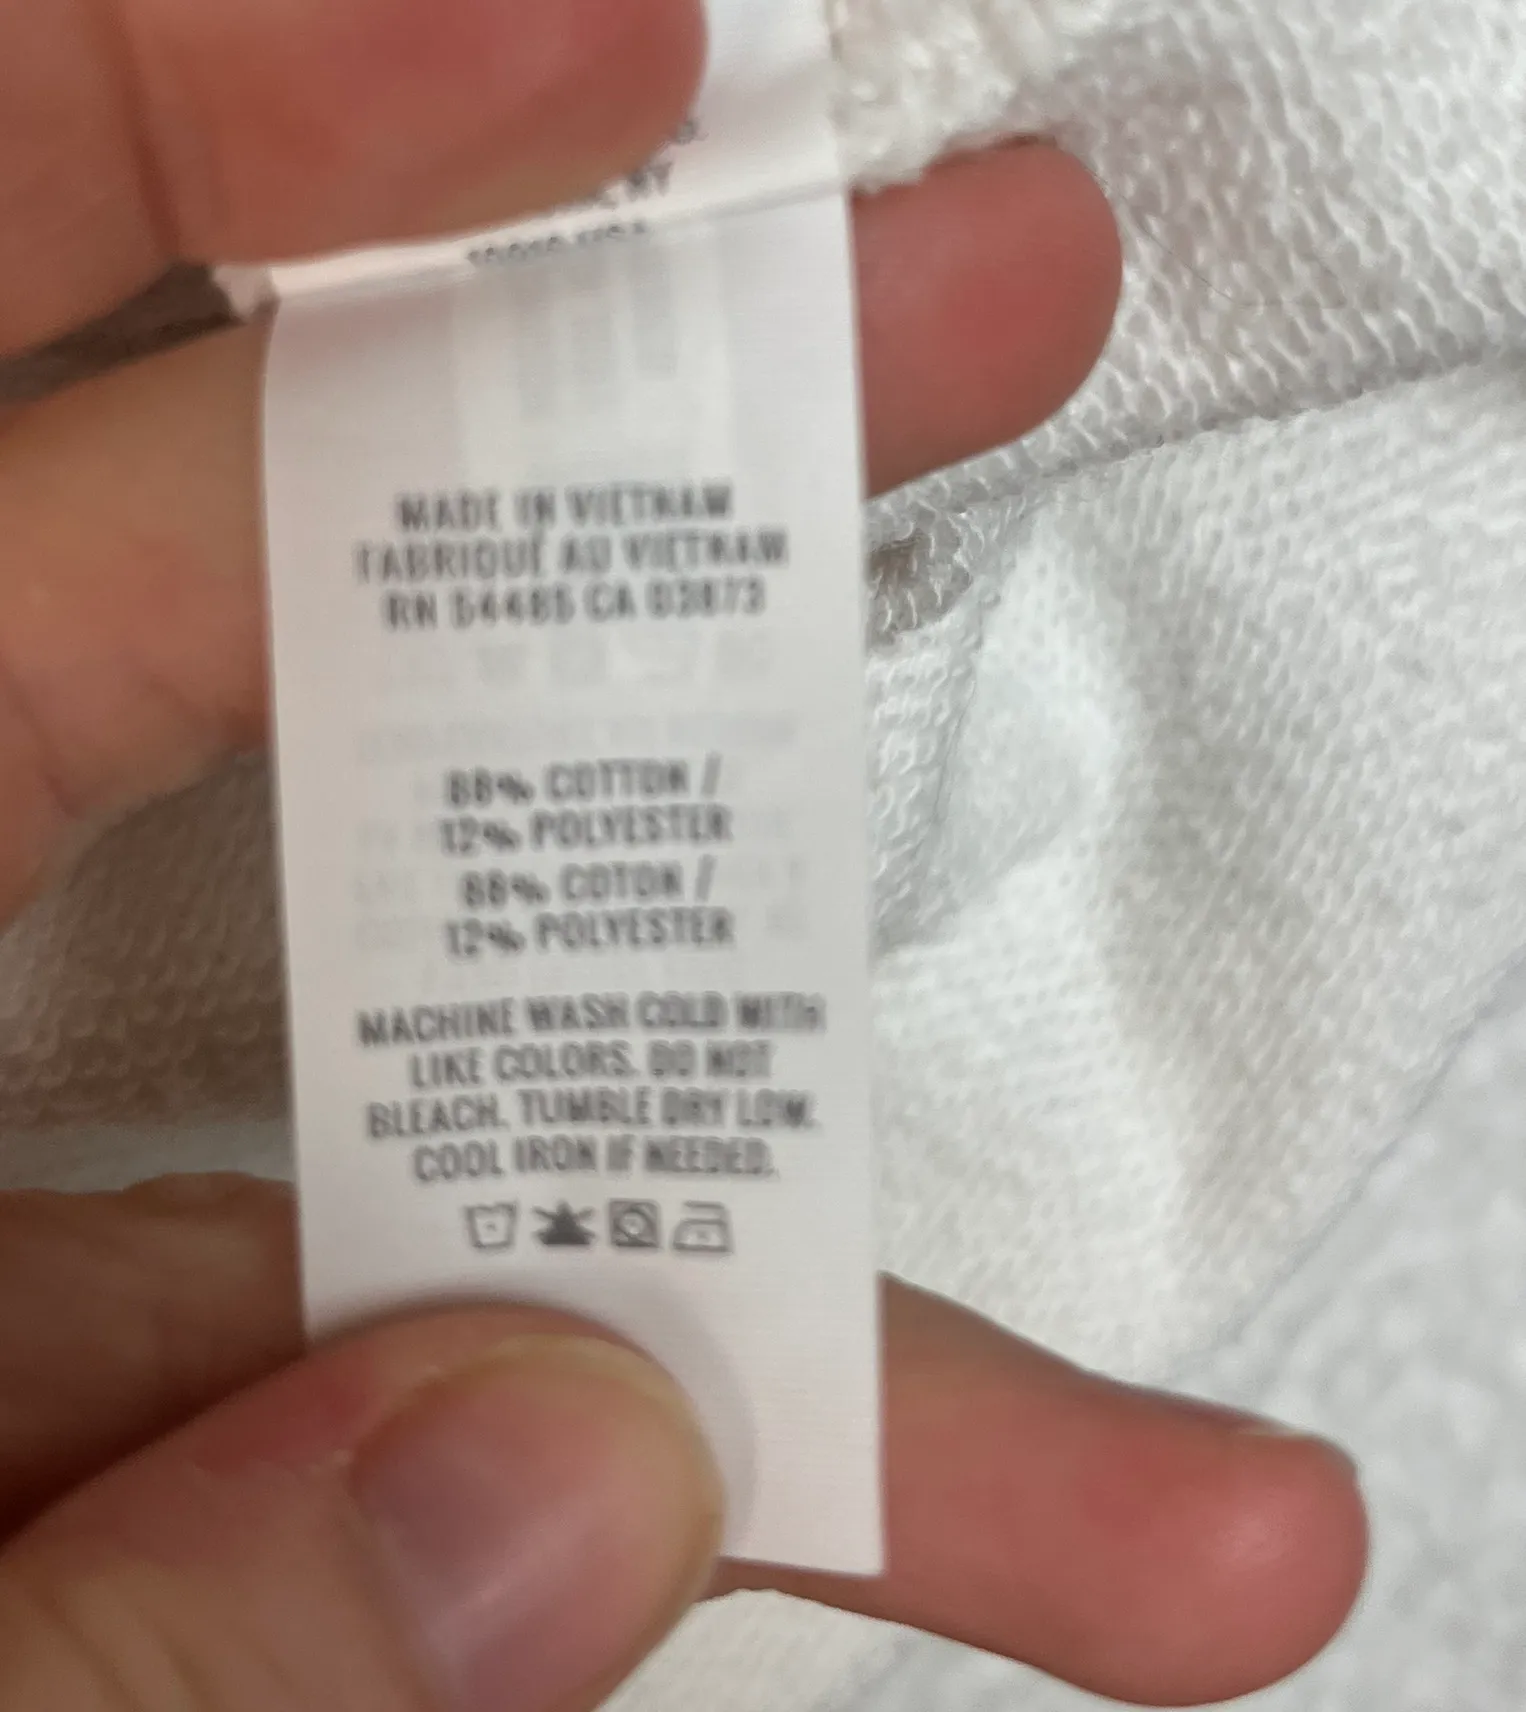 NY
MADE IN VIETNAM
FABRIQUÉ AU VIETNAM
RN 54485 CA 03873
88% COTTON /
12% POLYESTER
88% COTON /
12% POLYESTER
MACHINE WASH COLD WITH
LIKE COLORS. DO NOT
BLEACH. TUMBLE DRY LOW.
COOL IRON IF NEEDED.